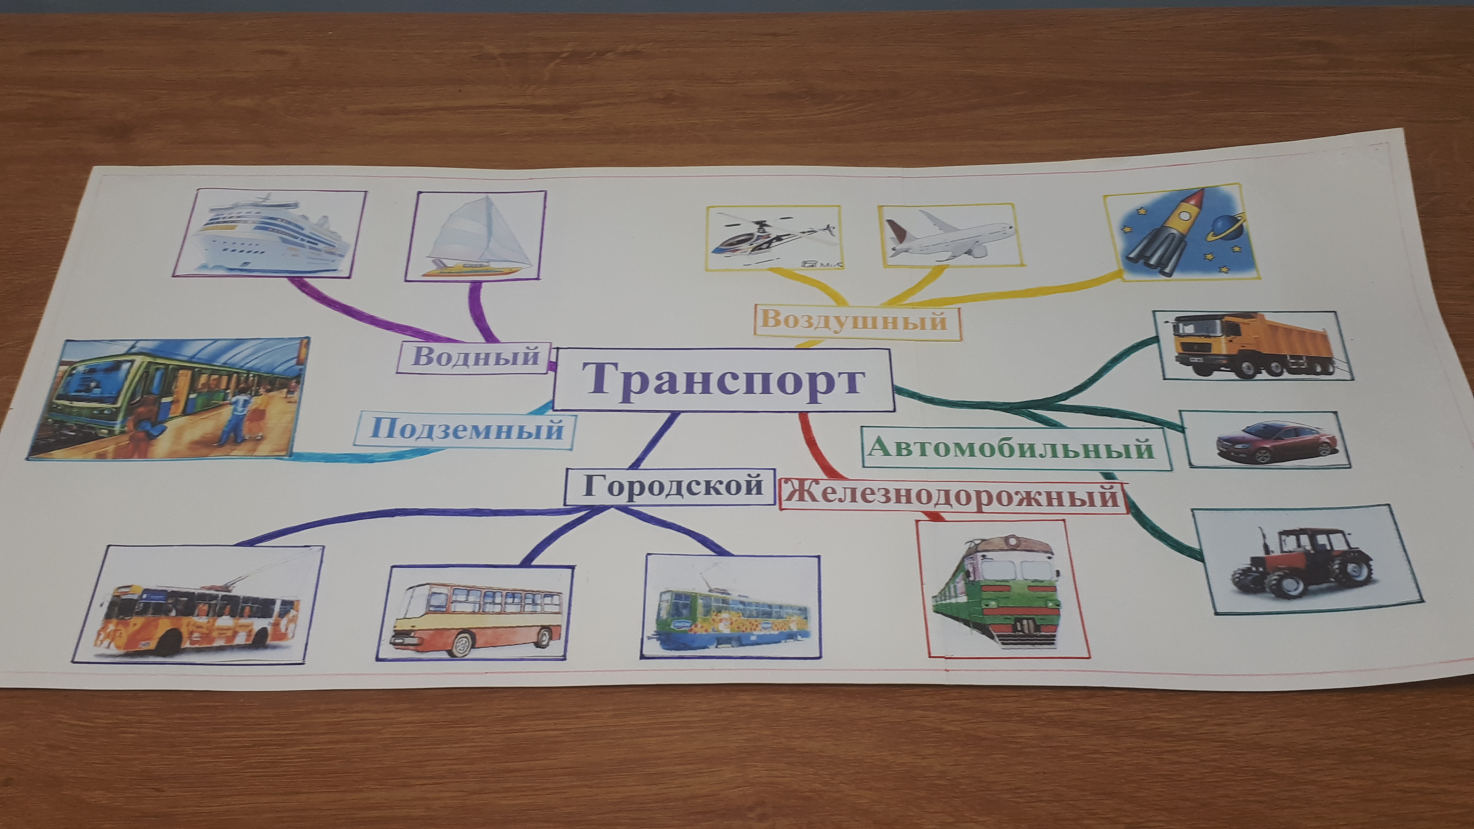 Воздушный
Водный
Транспорт
Подземный
Автомобильный
Городской
Железнодорожный